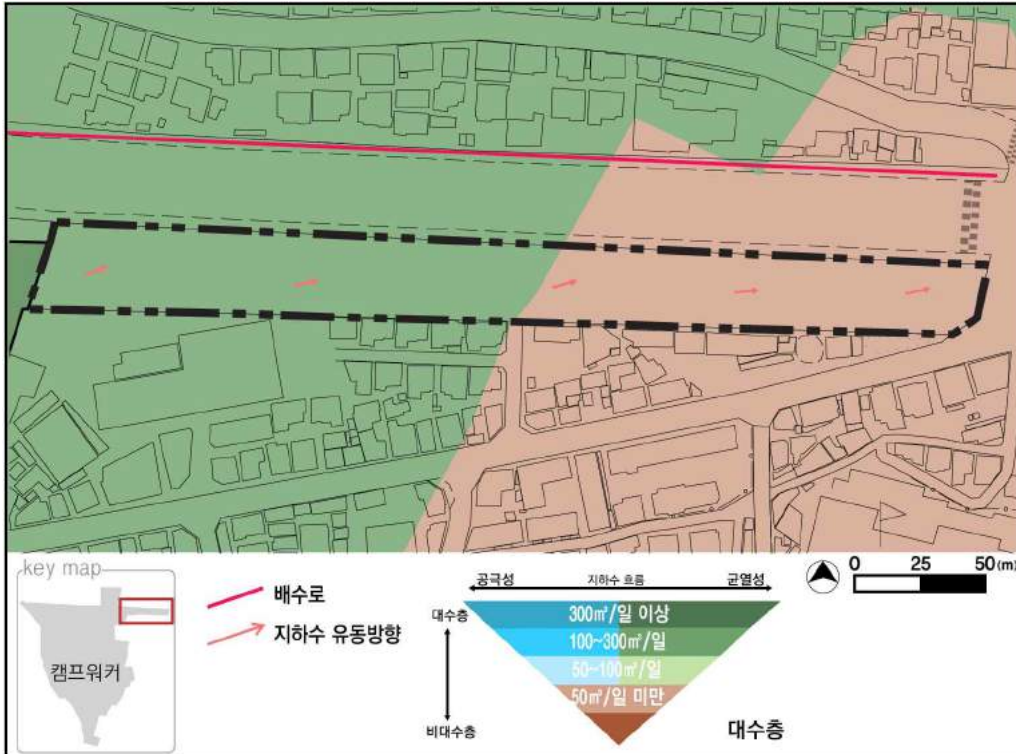 key map
캠프워커
배수로
지하수 유동방향
공극성 지하수 흐름 균열성
대수층
비대수층
300㎥/일 이상
100~300㎥/일
50~100㎥/일
50㎥/일 미만
대수층
0 25 50 (m)